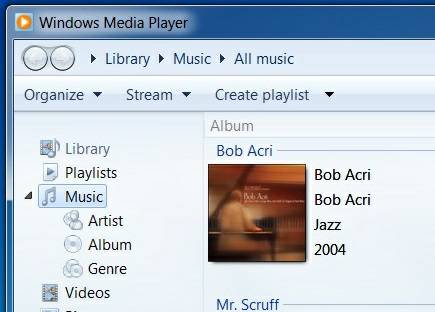 Windows Media Player
Library Music All music
Organize Stream Create playlist
Album
Library
Playlists
Music
Artist
Album
Genre
Videos
Bob Acri
Bob Acri
Bob Acri
Bob Acri
Jazz
2004
Mr. Scruff